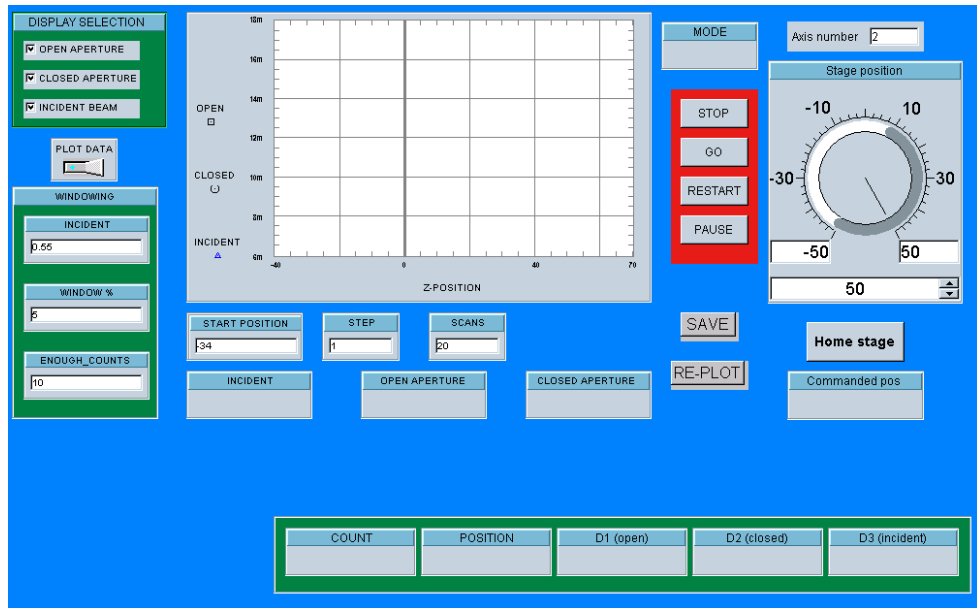 DISPLAY SELECTION
OPEN APERTURE
CLOSED APERTURE
INCIDENT BEAM
PLOT DATA
WINDOWING
INCIDENT
0.55
WINDOW %
5
ENOUGH_COUNTS
10
18m
16m
14m
12m
10m
8m
6m
OPEN
CLOSED
INCIDENT
-40
0
40
70
Z-POSITION
START POSITION
-34
STEP
1
SCANS
20
INCIDENT
OPEN APERTURE
CLOSED APERTURE
MODE
STOP
GO
RESTART
PAUSE
SAVE
RE-PLOT
Axis number 2
Stage position
-10 10
-30 30
-50 50
50
Home stage
Commanded pos
COUNT
POSITION
D1 (open)
D2 (closed)
D3 (incident)